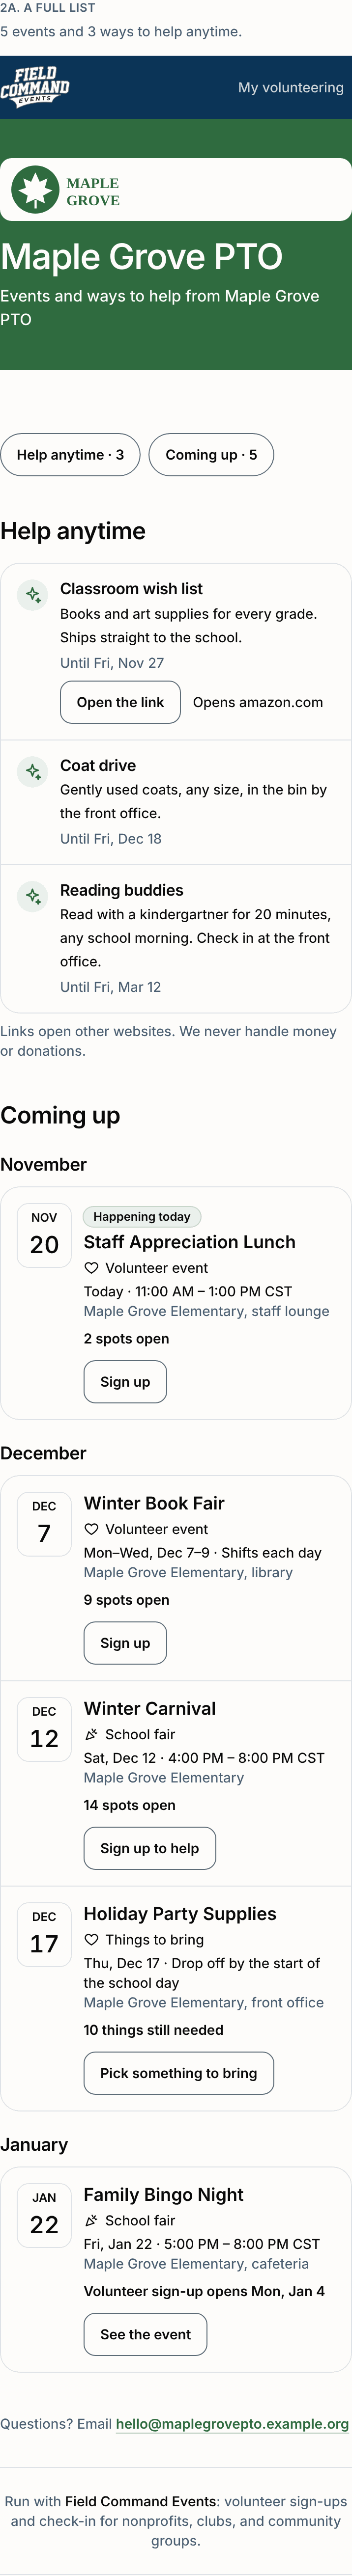 2A. A FULL LIST
5 events and 3 ways to help anytime.
FIELD
COMMAND
EVENTS
My volunteering
MAPLE
GROVE
Maple Grove PTO
Events and ways to help from Maple Grove
PTO
Help anytime · 3
Coming up · 5
Help anytime
Classroom wish list
Books and art supplies for every grade.
Ships straight to the school.
Until Fri, Nov 27
Open the link
Opens amazon.com
Coat drive
Gently used coats, any size, in the bin by
the front office.
Until Fri, Dec 18
Reading buddies
Read with a kindergartner for 20 minutes,
any school morning. Check in at the front
office.
Until Fri, Mar 12
Links open other websites. We never handle money
or donations.
Coming up
November
NOV
20
Happening today
Staff Appreciation Lunch
Volunteer event
Today · 11:00 AM – 1:00 PM CST
Maple Grove Elementary, staff lounge
2 spots open
Sign up
December
DEC
7
Winter Book Fair
Volunteer event
Mon–Wed, Dec 7–9 · Shifts each day
Maple Grove Elementary, library
9 spots open
Sign up
DEC
12
Winter Carnival
School fair
Sat, Dec 12 · 4:00 PM – 8:00 PM CST
Maple Grove Elementary
14 spots open
Sign up to help
DEC
17
Holiday Party Supplies
Things to bring
Thu, Dec 17 · Drop off by the start of
the school day
Maple Grove Elementary, front office
10 things still needed
Pick something to bring
January
JAN
22
Family Bingo Night
School fair
Fri, Jan 22 · 5:00 PM – 8:00 PM CST
Maple Grove Elementary, cafeteria
Volunteer sign-up opens Mon, Jan 4
See the event
Questions? Email hello@maplegrovepto.example.org
Run with Field Command Events: volunteer sign-ups
and check-in for nonprofits, clubs, and community
groups.